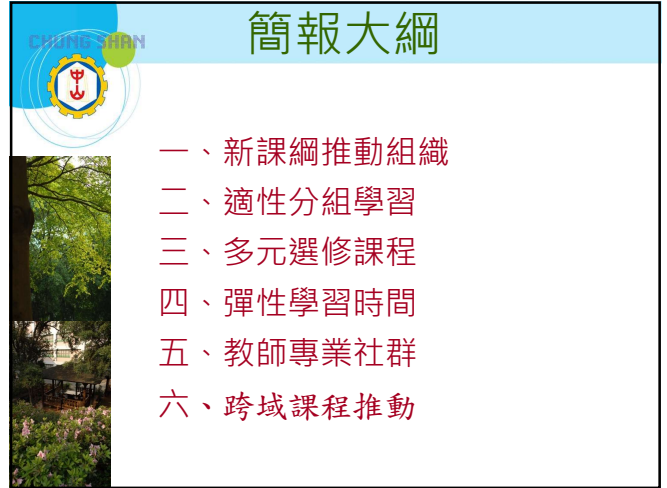 CHUNG SHAN
簡報大綱
一、新課綱推動組織
二、適性分組學習
三、多元選修課程
四、彈性學習時間
五、教師專業社群
六、跨域課程推動